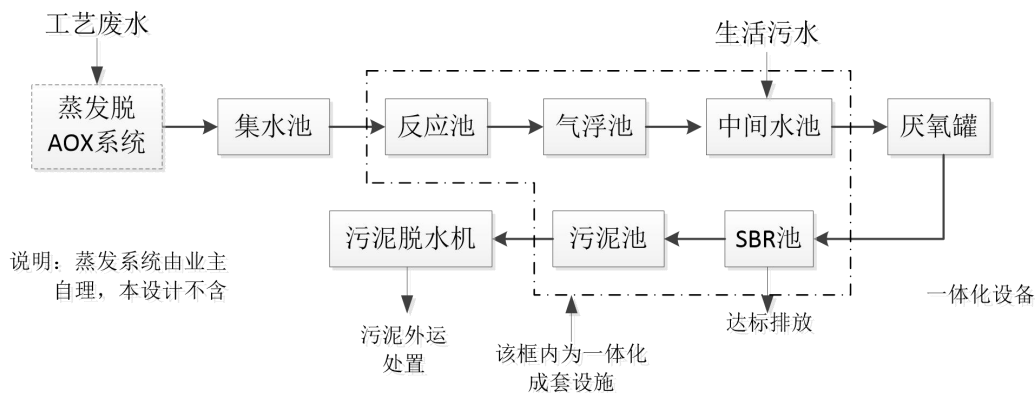 工艺废水
生活污水
蒸发脱
AOX系统
集水池
反应池
气浮池
中间水池
厌氧罐
污泥脱水机
污泥池
SBR池
说明：蒸发系统由业主
自理，本设计不含
一体化设备
污泥外运
处置
该框内为一体化
成套设施
达标排放